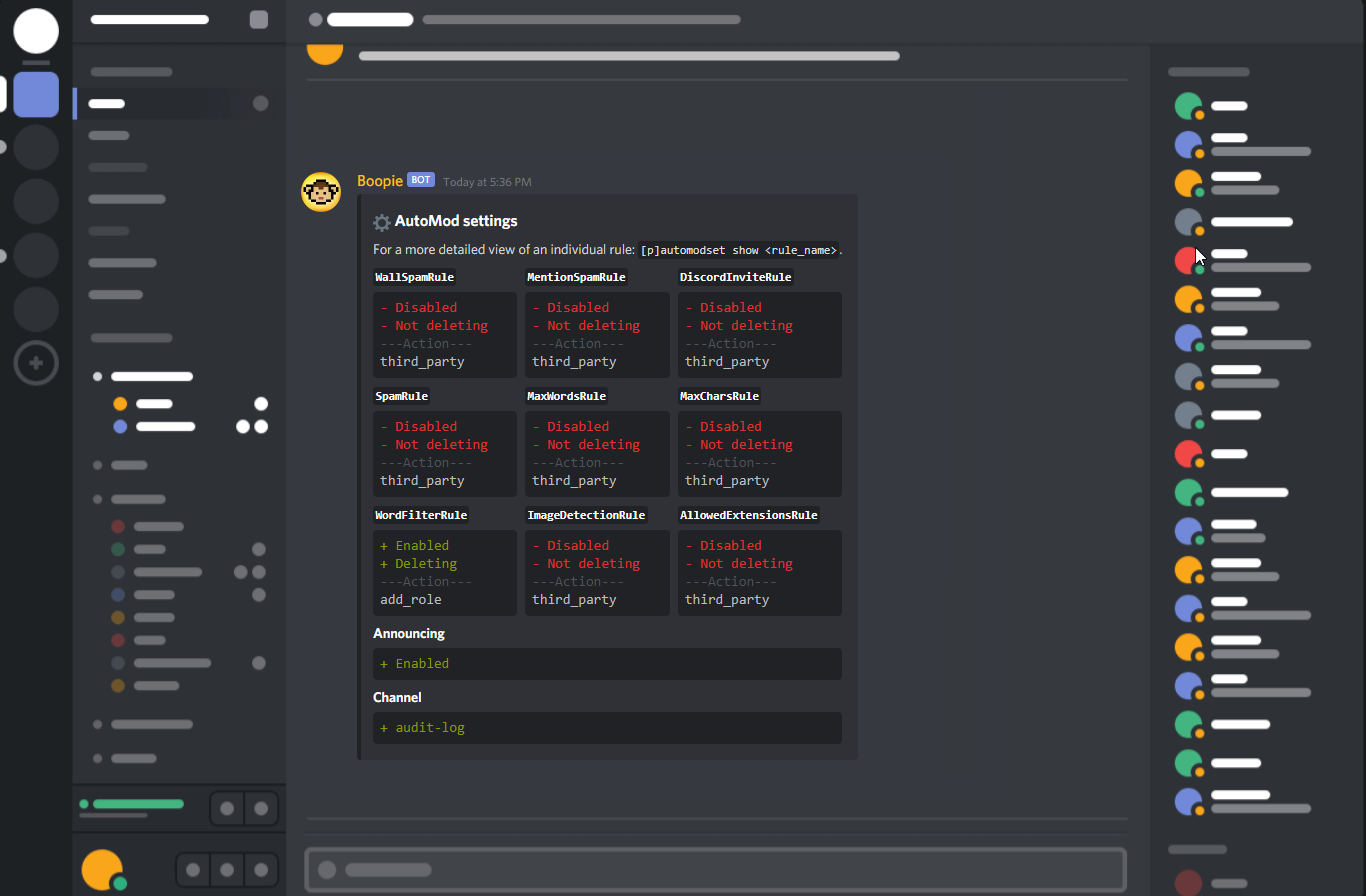 Boopie BOT Today at 5:36 PM
AutoMod settings
For a more detailed view of an individual rule: [p]automodset show <rule_name>.
WallSpamRule MentionSpamRule DiscordInviteRule
- Disabled - Disabled - Disabled
- Not deleting - Not deleting - Not deleting
---Action--- ---Action--- ---Action---
third_party third_party third_party
SpamRule MaxWordsRule MaxCharsRule
- Disabled - Disabled - Disabled
- Not deleting - Not deleting - Not deleting
---Action--- ---Action--- ---Action---
third_party third_party third_party
WordFilterRule ImageDetectionRule AllowedExtensionsRule
+ Enabled - Disabled - Disabled
+ Deleting - Not deleting - Not deleting
---Action--- ---Action--- ---Action---
add_role third_party third_party
Announcing
+ Enabled
Channel
+ audit-log